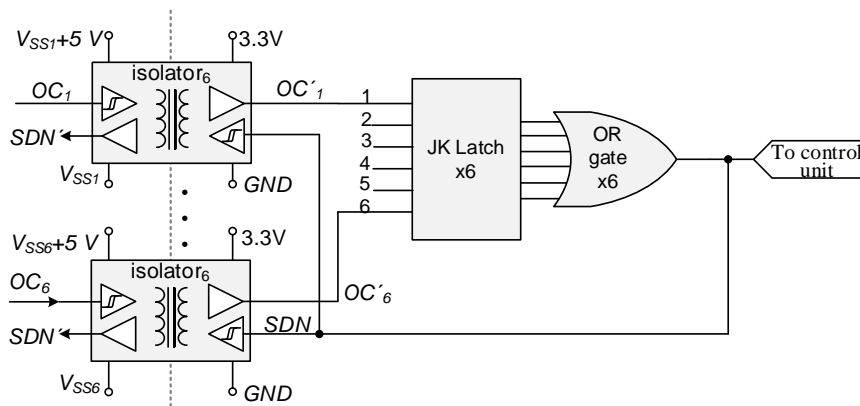 VSS1+5 V
3.3V
isolator6
OC1
OC´1
SDN´
VSS1
GND
1
2
3
4
5
6
JK Latch
x6
OR
gate
x6
To control
unit
VSS6+5 V
3.3V
isolator6
OC6
OC´6
SDN´
SDN
VSS6
GND